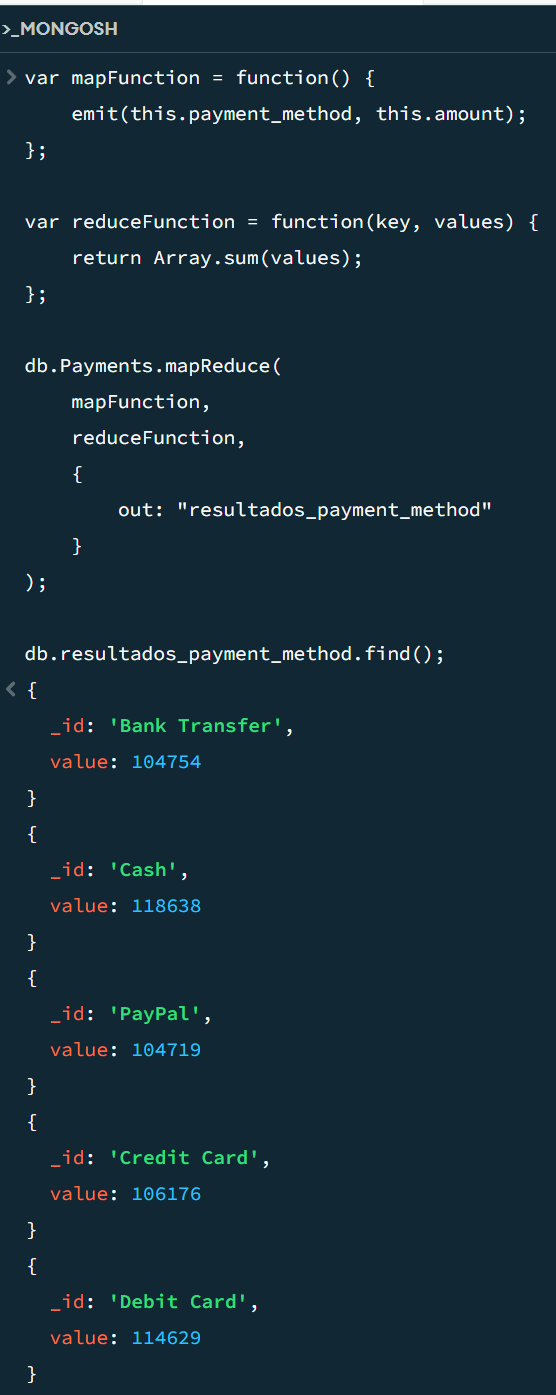 >_MONGOSH
> var mapFunction = function() {
emit(this.payment_method, this.amount);
};
var reduceFunction = function(key, values) {
return Array.sum(values);
};
db.Payments.mapReduce(
mapFunction,
reduceFunction,
{
out: "resultados_payment_method"
}
);
db.resultados_payment_method.find();
< {
_id: 'Bank Transfer',
value: 104754
}
{
_id: 'Cash',
value: 118638
}
{
_id: 'PayPal',
value: 104719
}
{
_id: 'Credit Card',
value: 106176
}
{
_id: 'Debit Card',
value: 114629
}